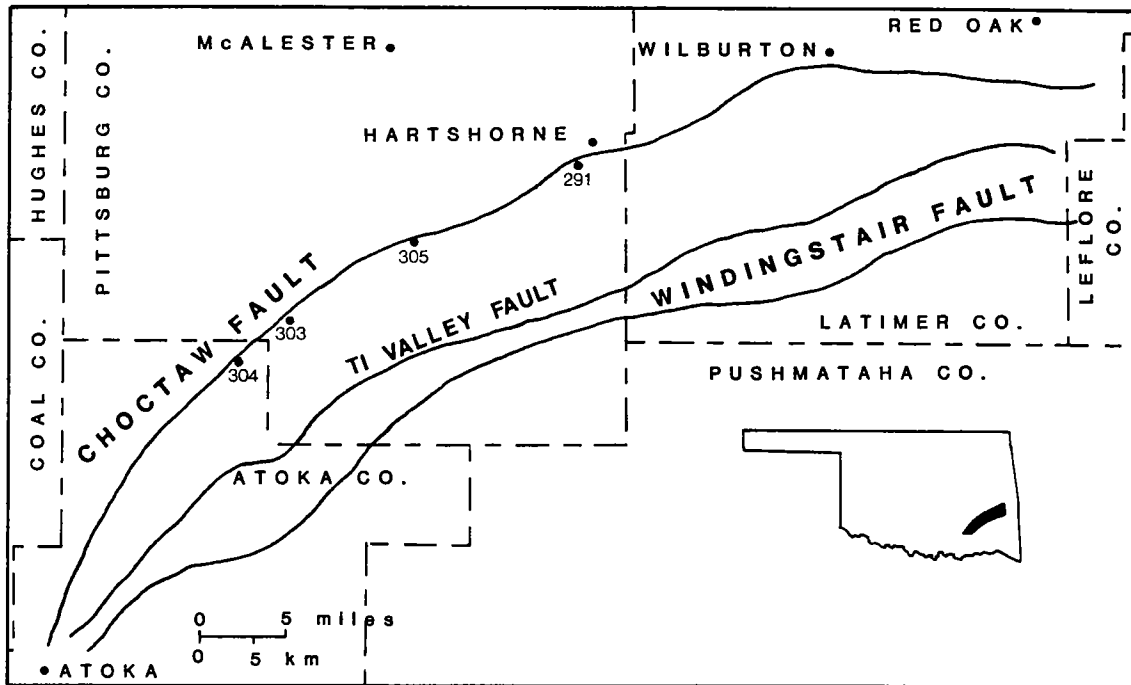 HUGHES CO.
PITTSBURG CO.
McALESTER
RED OAK
WILBURTON
HARTSHORNE
291
305
303
304
CHOCTAW FAULT
TI VALLEY FAULT
WINDINGSTAIR FAULT
LEFLORE CO.
LATIMER CO.
PUSHMATAHA CO.
COAL CO.
ATOKA CO.
0 5 miles
0 5 km
ATOKA